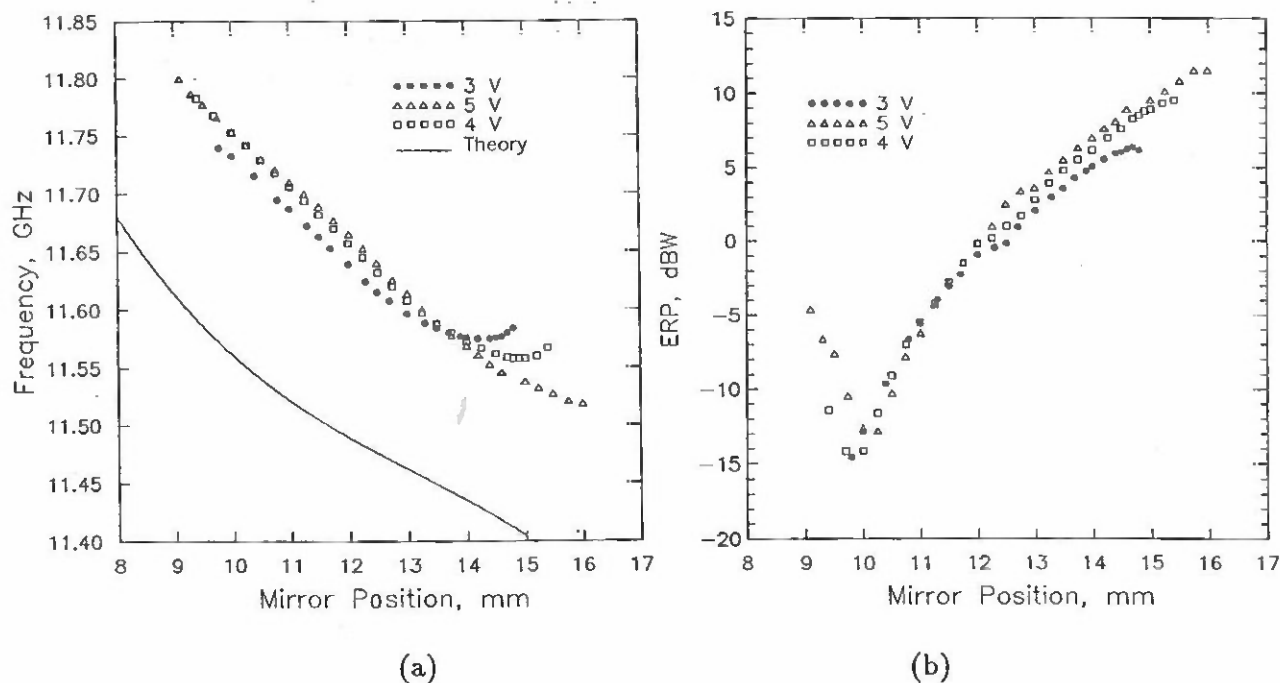 11.85
11.80
11.75
11.70
11.65
11.60
11.55
11.50
11.45
11.40
Frequency, GHz
3 V
5 V
4 V
Theory
8 9 10 11 12 13 14 15 16 17
Mirror Position, mm
(a)
15
10
5
0
−5
−10
−15
−20
ERP, dBW
3 V
5 V
4 V
8 9 10 11 12 13 14 15 16 17
Mirror Position, mm
(b)